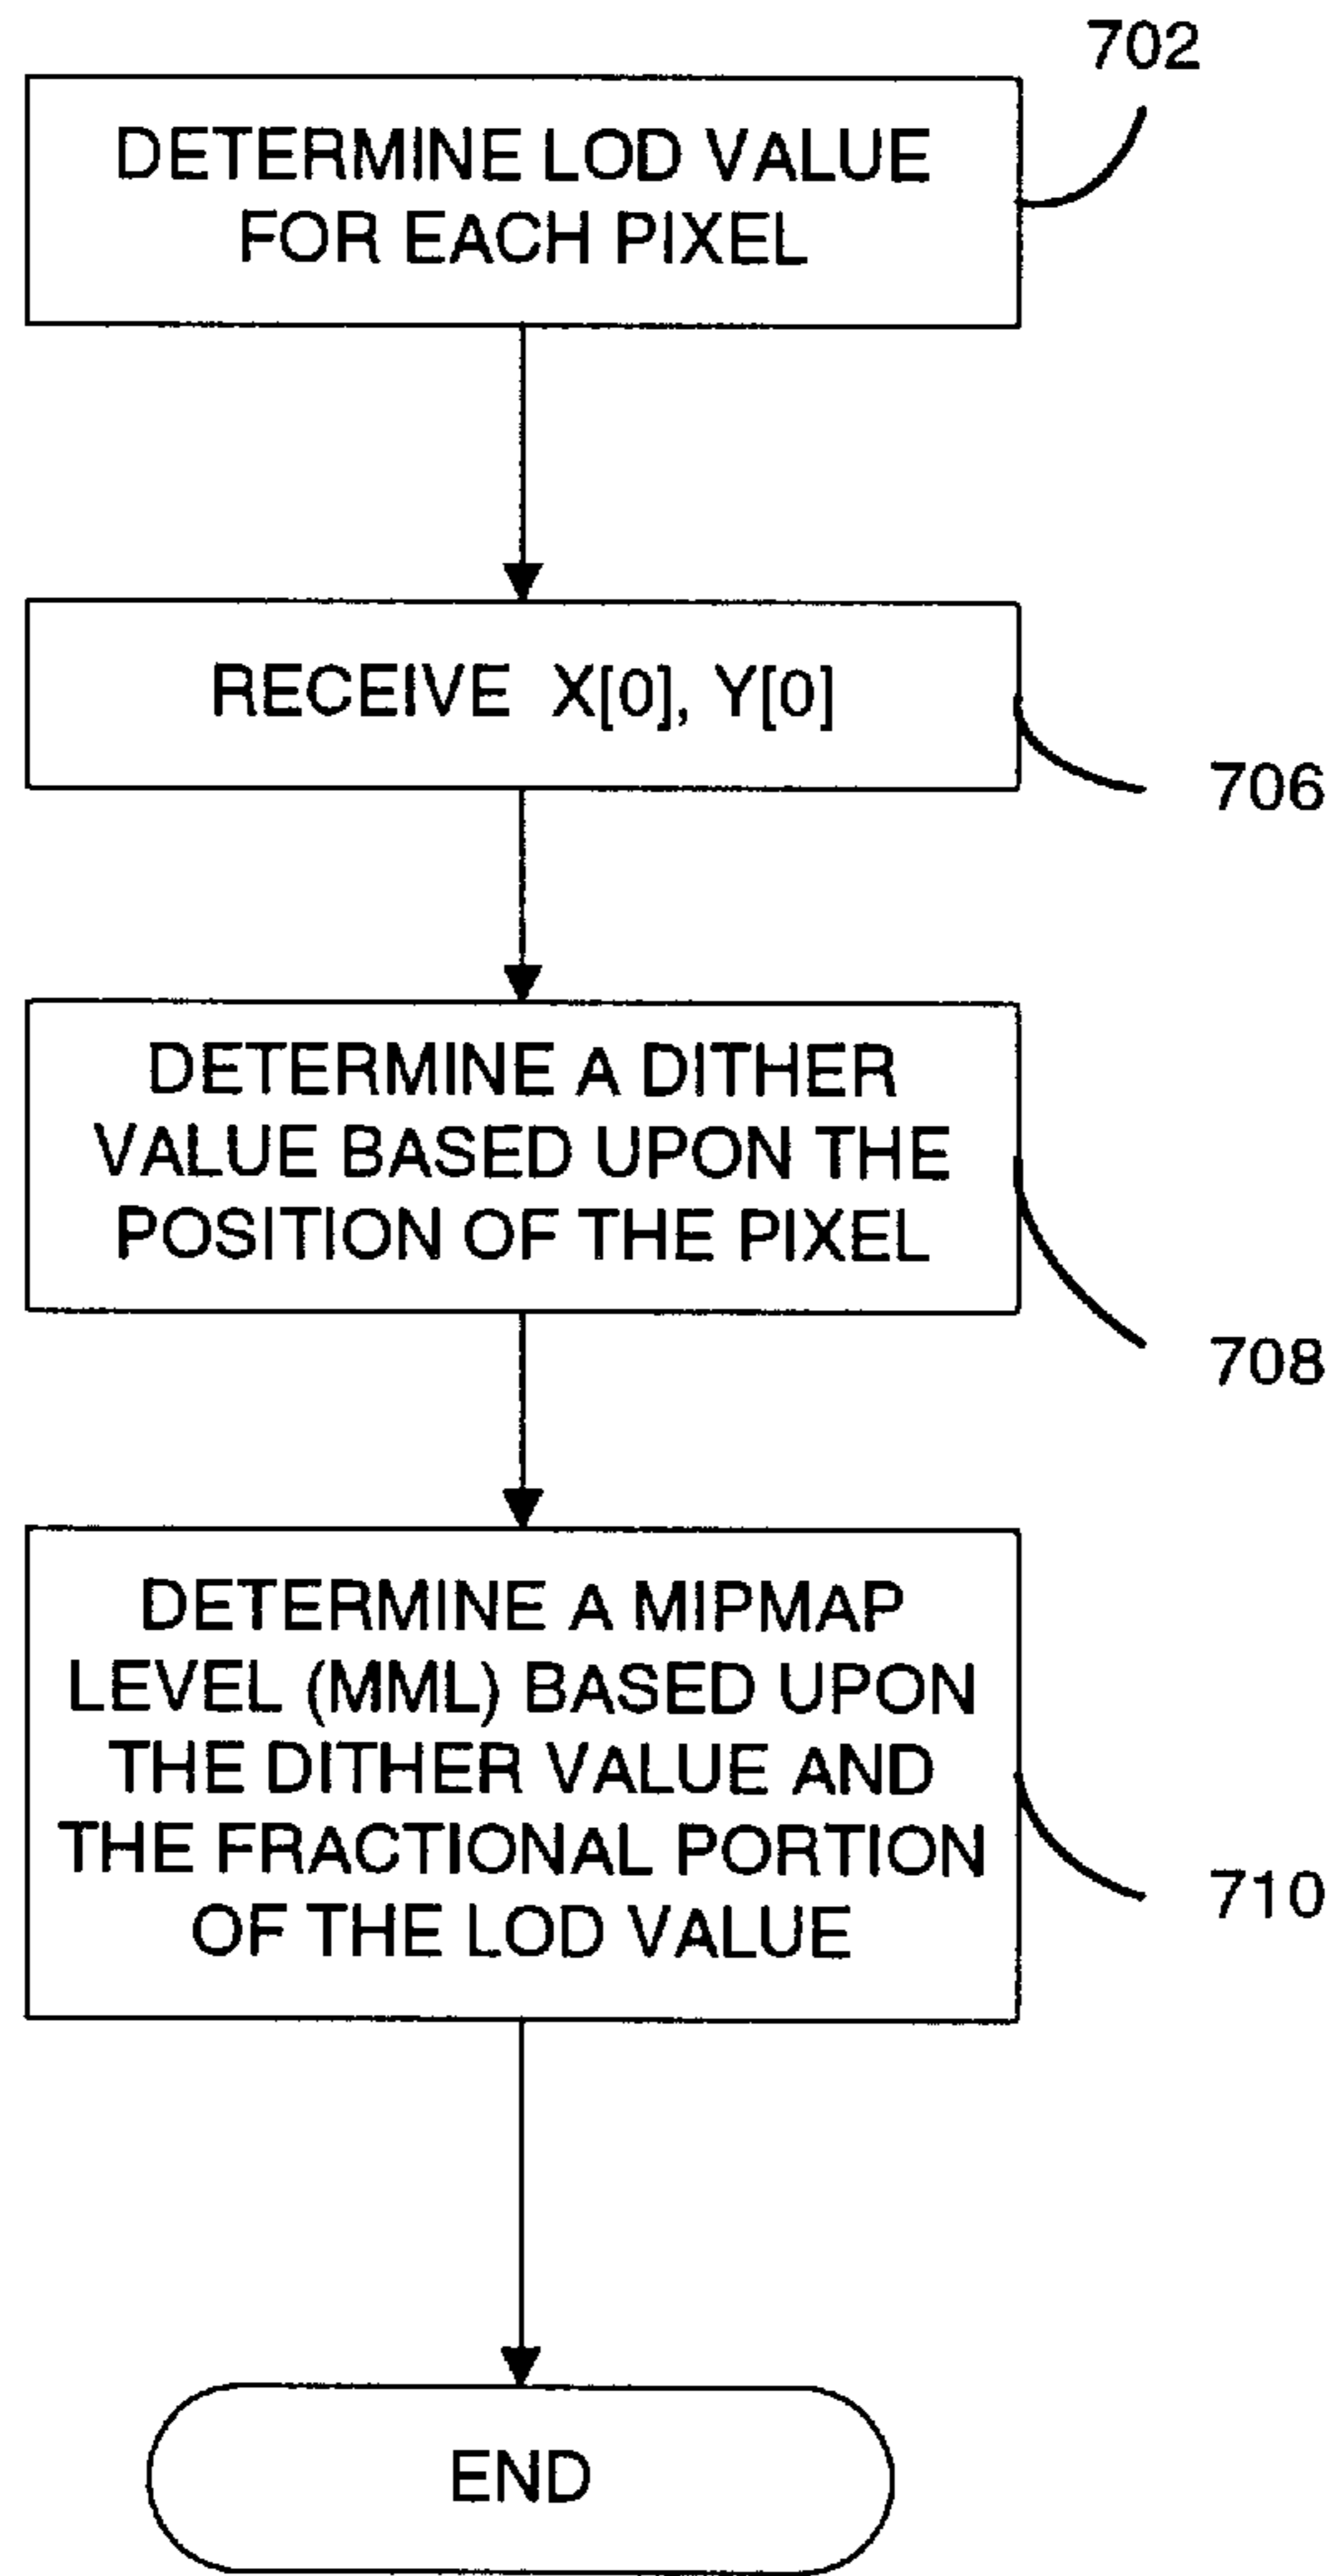 702
DETERMINE LOD VALUE
FOR EACH PIXEL
RECEIVE X[0], Y[0]
706
DETERMINE A DITHER
VALUE BASED UPON THE
POSITION OF THE PIXEL
708
DETERMINE A MIPMAP
LEVEL (MML) BASED UPON
THE DITHER VALUE AND
THE FRACTIONAL PORTION
OF THE LOD VALUE
710
END